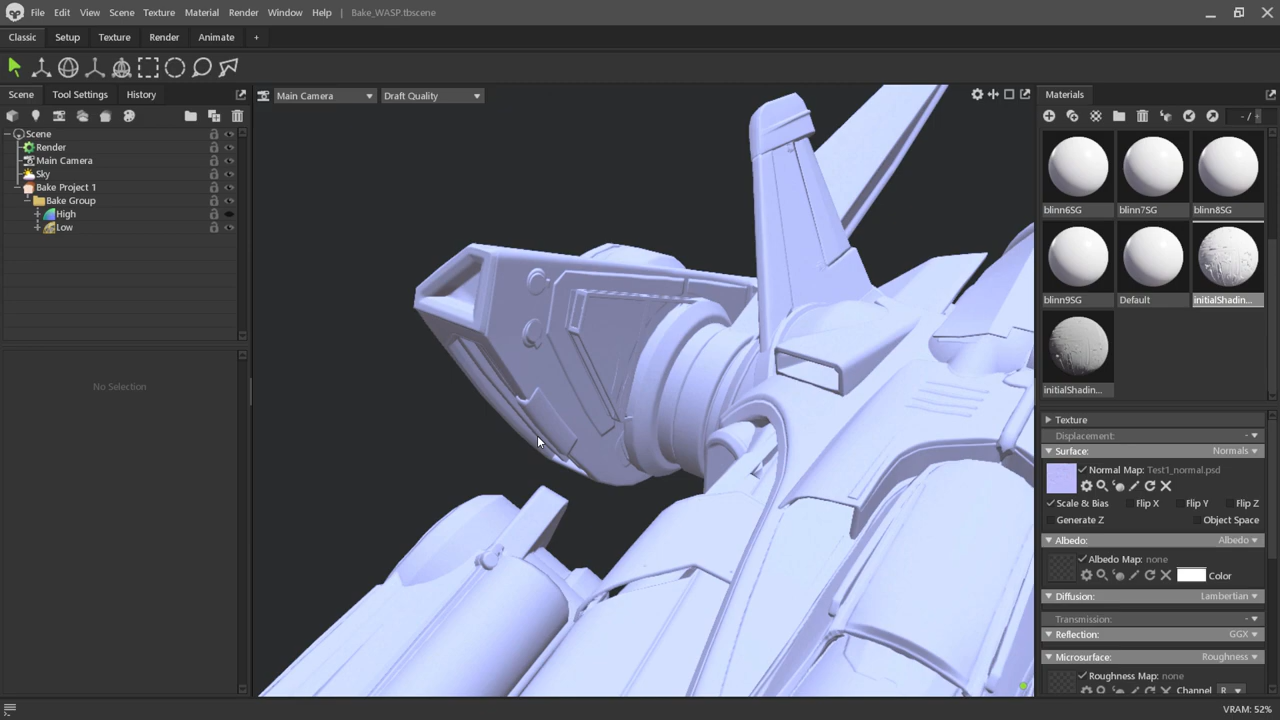 File Edit View Scene Texture Material Render Window Help Bake_WASP.tbscene
Classic Setup Texture Render Animate +
Scene Tool Settings History
Main Camera Draft Quality
Materials
- /
Scene
Render
Main Camera
Sky
Bake Project 1
Bake Group
High
Low
No Selection
blinn6SG blinn7SG blinn8SG
blinn9SG Default initialShadin...
initialShadin...
Texture
Displacement: -
Surface: Normals
Normal Map: Test1_normal.psd
Scale & Bias Flip X Flip Y Flip Z
Generate Z Object Space
Albedo: Albedo
Albedo Map: none
Color
Diffusion: Lambertian
Transmission: -
Reflection: GGX
Microsurface: Roughness
Roughness Map: none
Channel R
VRAM: 52%